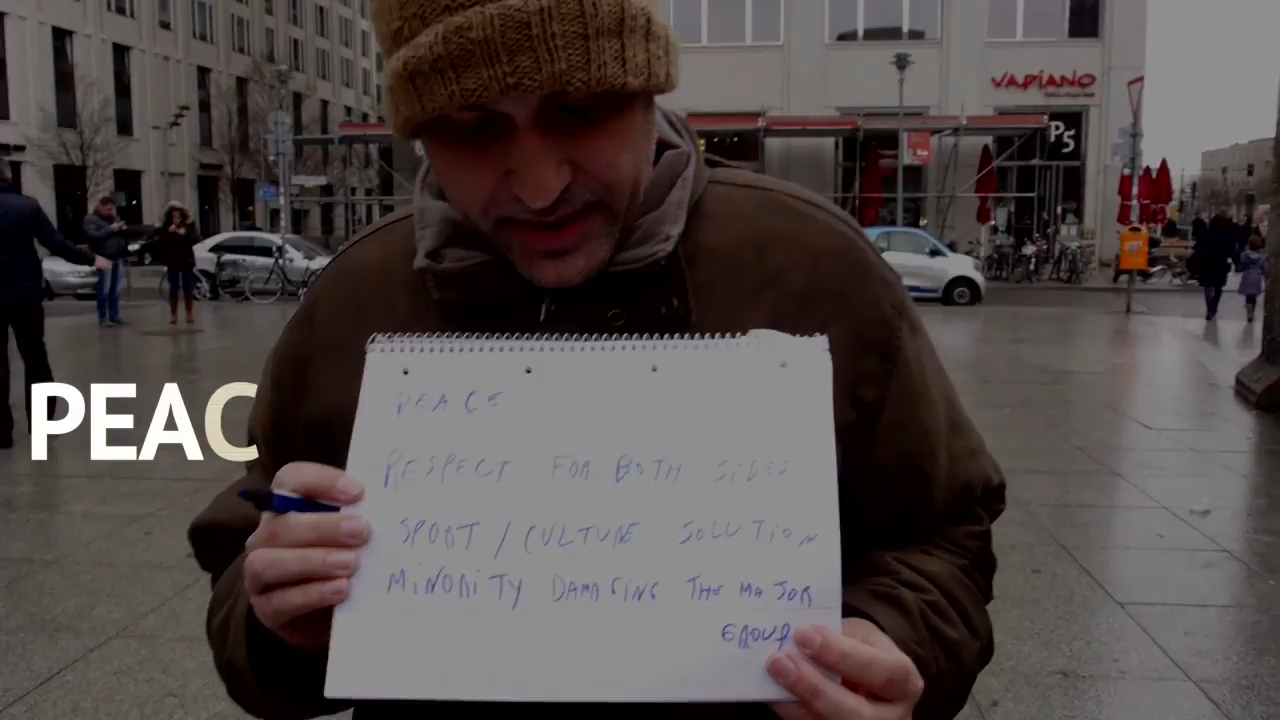 VAPIANO
P5
PEAC
PEACE
RESPECT FOR BOTH SIDES
SPORT / CULTURE SOLUTION
MINORITY DAMAGING THE MAJOR
GROUP